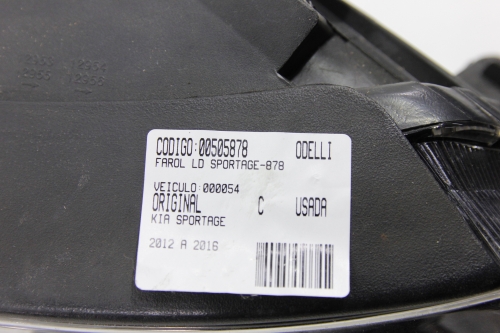 CODIGO:00505878 ODELLI
FAROL LD SPORTAGE-878
VEICULO:000054
ORIGINAL C USADA
KIA SPORTAGE
2012 A 2016